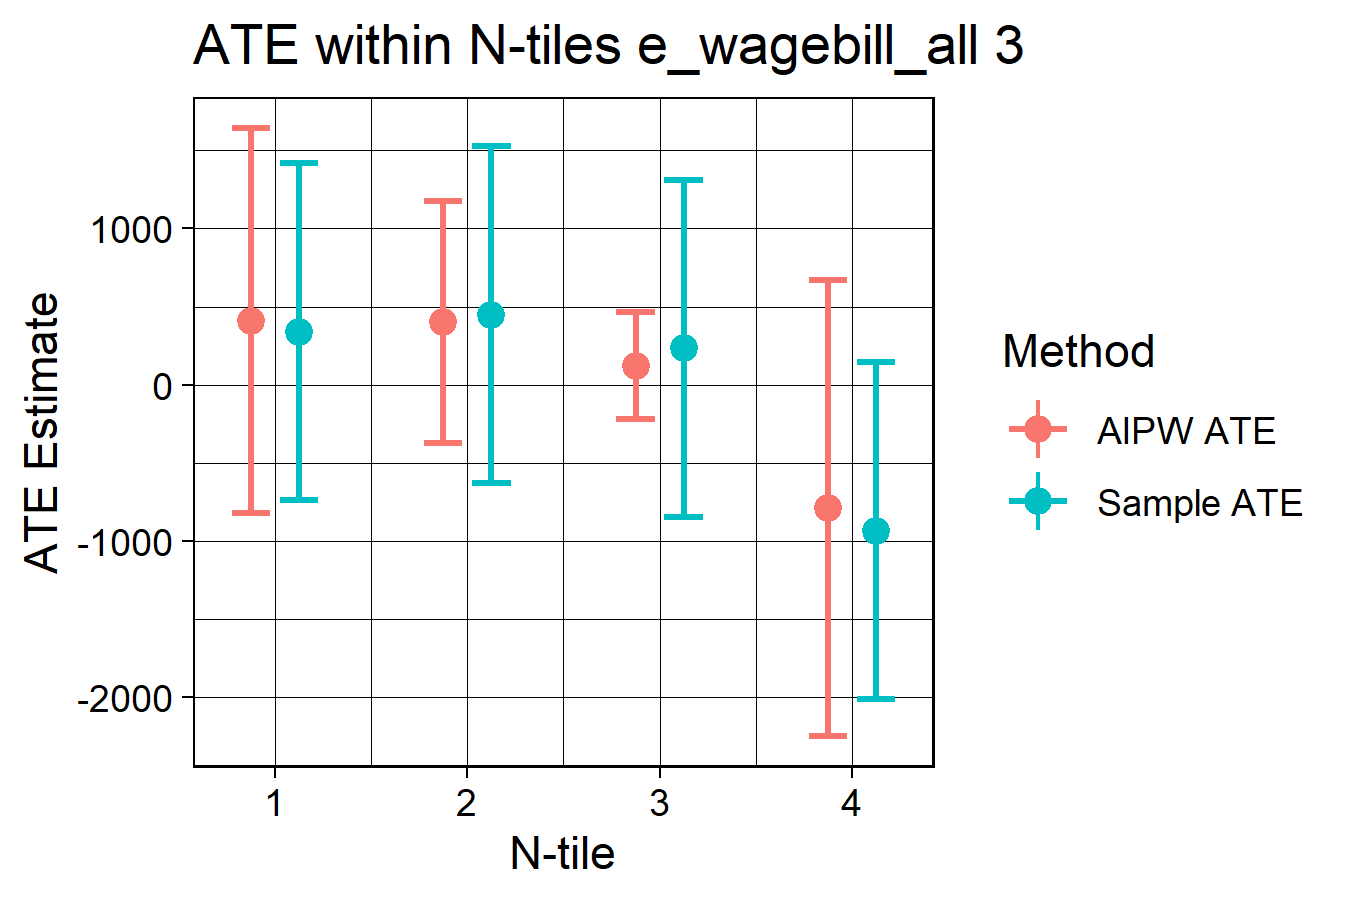 ATE within N-tiles e_wagebill_all 3
ATE Estimate
1000
0
-1000
-2000
1
2
3
4
N-tile
Method
AIPW ATE
Sample ATE